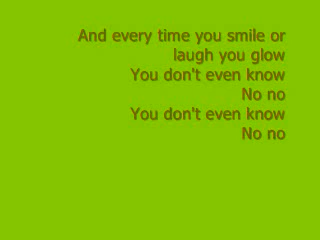 And every time you smile or
laugh you glow
You don't even know
No no
You don't even know
No no